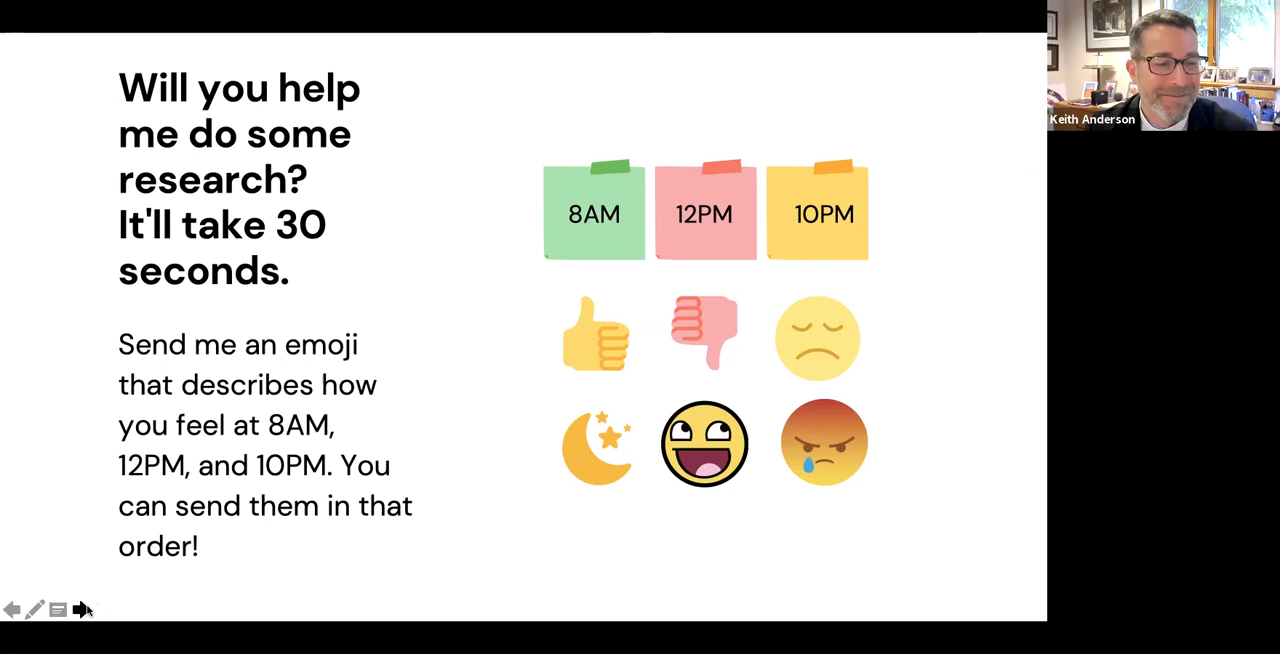 Will you help
me do some
research?
It'll take 30
seconds.
Send me an emoji
that describes how
you feel at 8AM,
12PM, and 10PM. You
can send them in that
order!
8AM
12PM
10PM
Keith Anderson